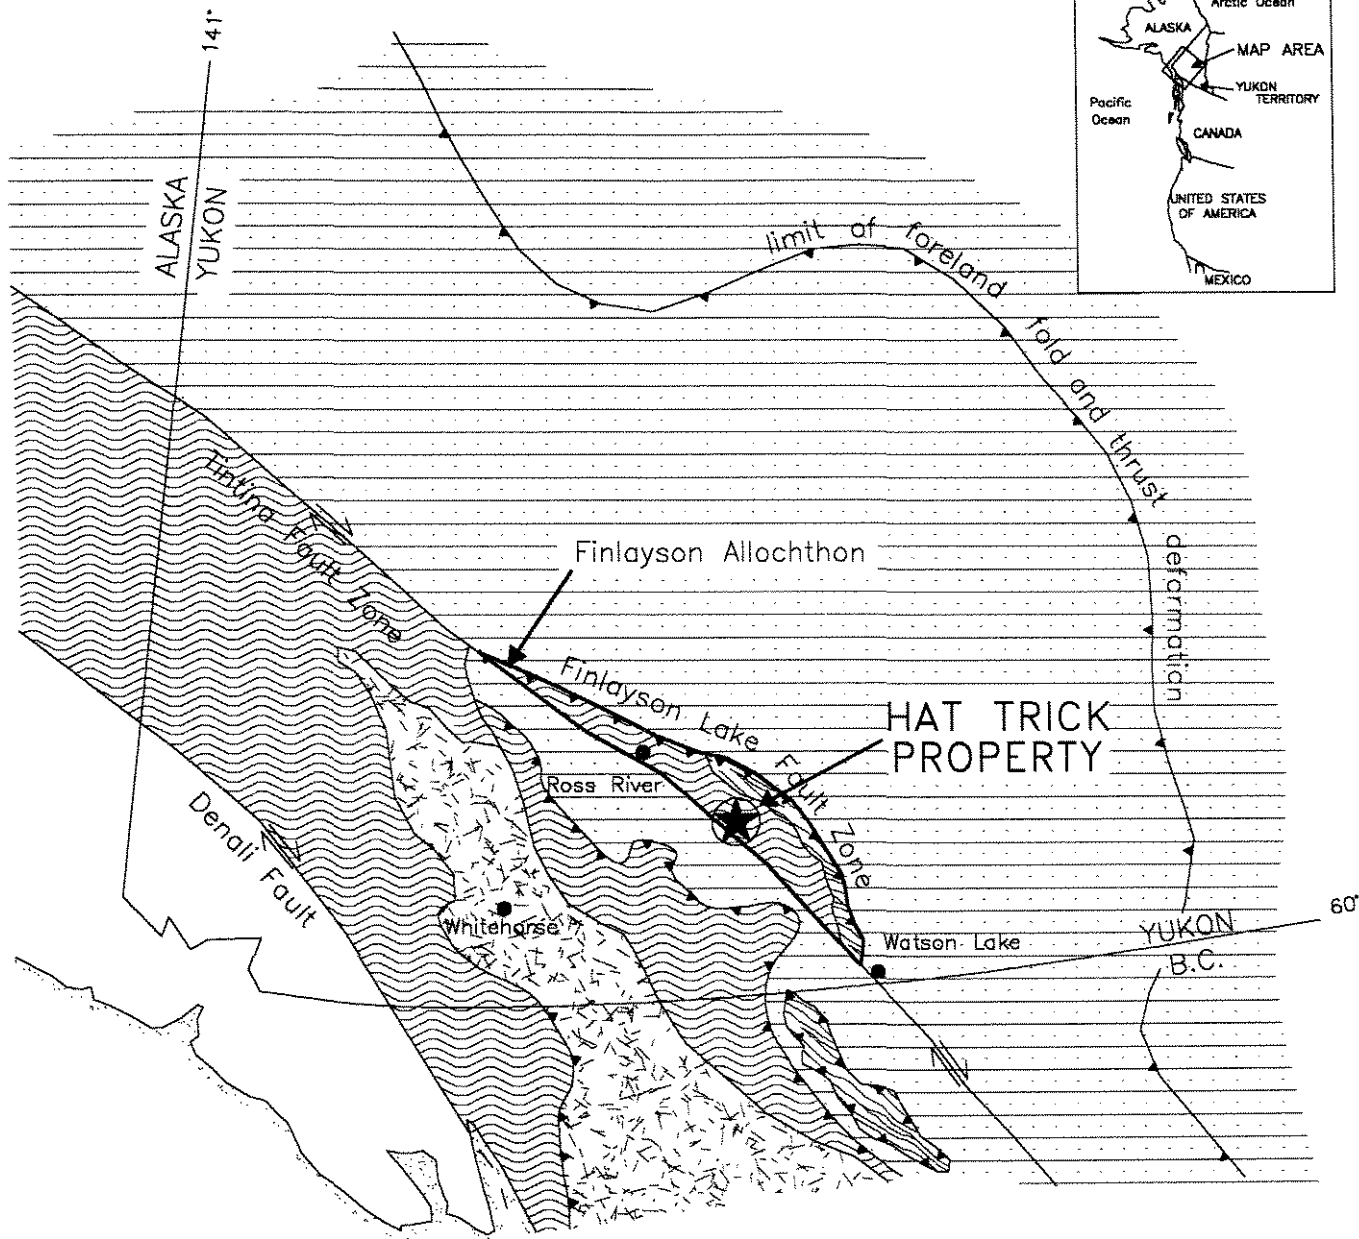 141°
Arctic Ocean
ALASKA
MAP AREA
YUKON
TERRITORY
Pacific
Ocean
CANADA
UNITED STATES
OF AMERICA
MEXICO
ALASKA
YUKON
limit of foreland fold and thrust deformation
Tintina Fault Zone
Finlayson Allochthon
Finlayson Lake Fault Zone
HAT TRICK
PROPERTY
Ross River
Denali Fault
Whitehorse
Watson Lake
YUKON
B.C.
60°